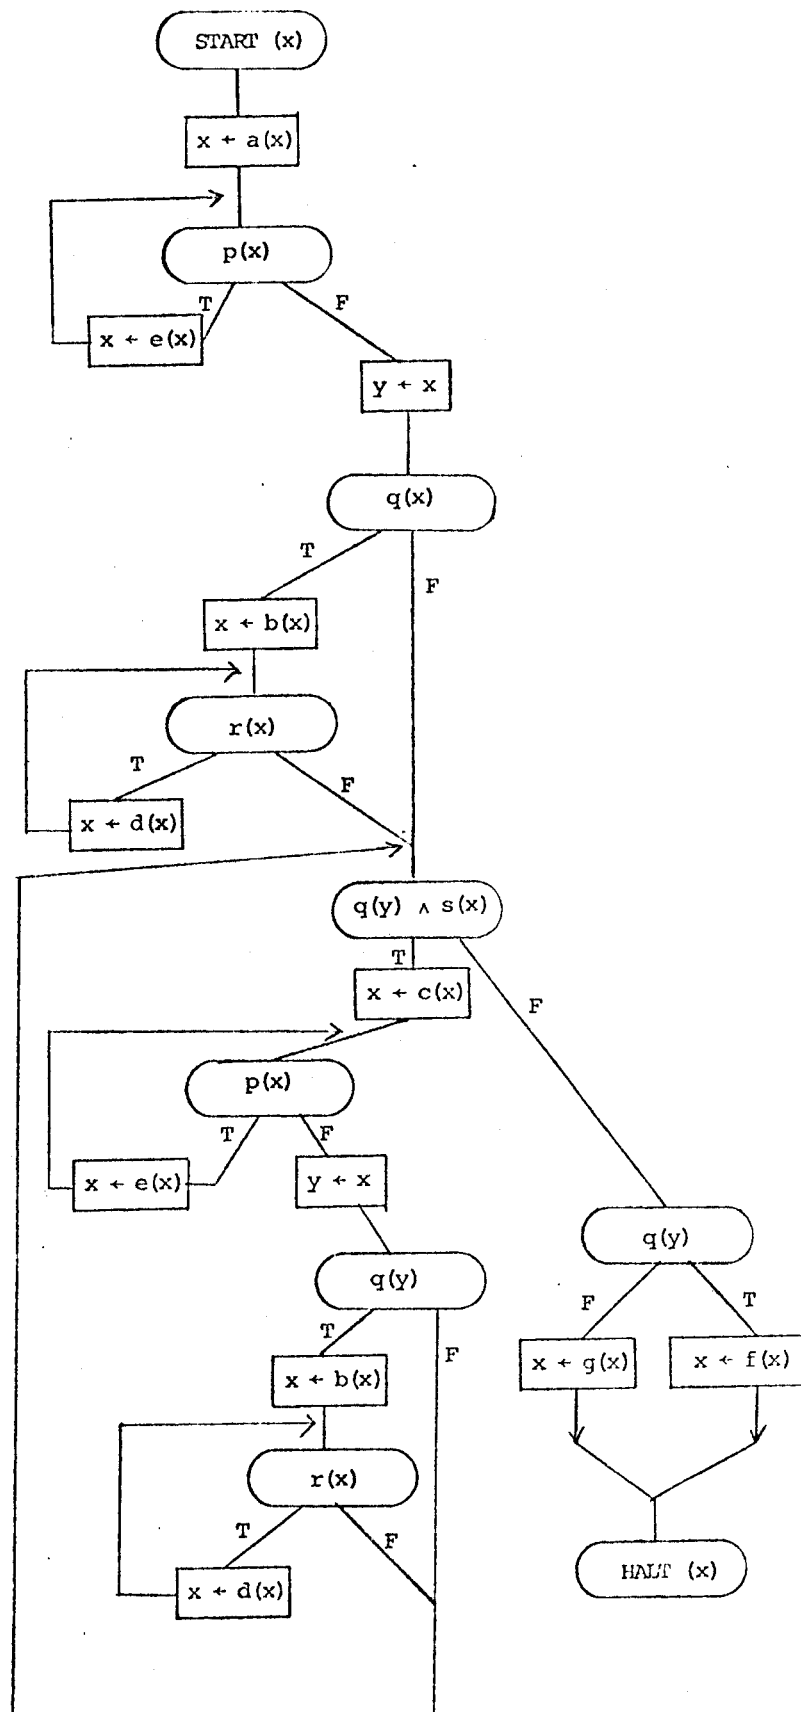 START (x)
x ← a(x)
p(x)
T
F
x ← e(x)
y ← x
q(x)
T
F
x ← b(x)
r(x)
T
F
x ← d(x)
q(y) ∧ s(x)
T
x ← c(x)
F
p(x)
T
F
x ← e(x)
y ← x
q(y)
q(y)
F
T
T
F
x ← g(x)
x ← f(x)
x ← b(x)
r(x)
T
F
x ← d(x)
HALT (x)